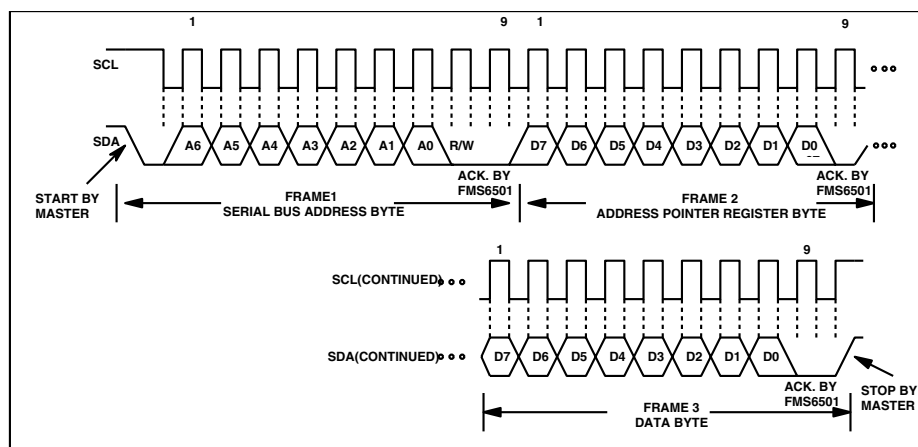 1 9 1 9
SCL
SDA A6 A5 A4 A3 A2 A1 A0 R/W D7 D6 D5 D4 D3 D2 D1 D0
START BY
MASTER
ACK. BY
FMS6501
ACK. BY
FMS6501
FRAME1
SERIAL BUS ADDRESS BYTE
FRAME 2
ADDRESS POINTER REGISTER BYTE
1 9
SCL(CONTINUED)
SDA(CONTINUED) D7 D6 D5 D4 D3 D2 D1 D0
ACK. BY
FMS6501
STOP BY
MASTER
FRAME 3
DATA BYTE